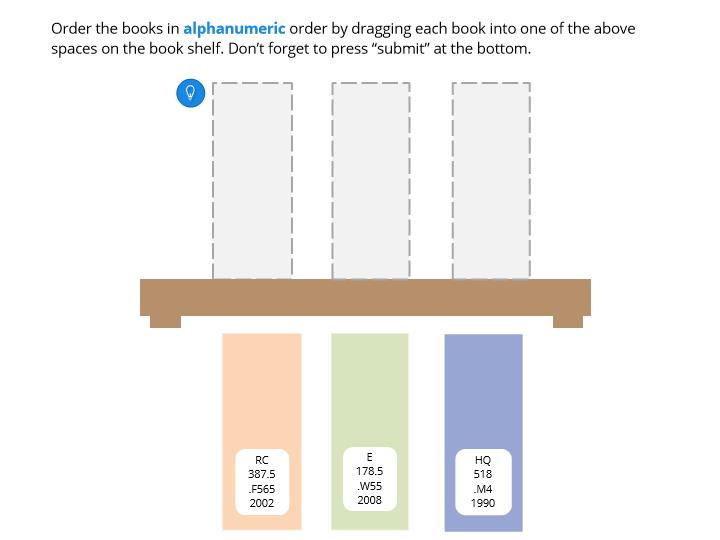 Order the books in alphanumeric order by dragging each book into one of the above
spaces on the book shelf. Don’t forget to press “submit” at the bottom.
RC
387.5
.F565
2002
E
178.5
.W55
2008
HQ
518
.M4
1990